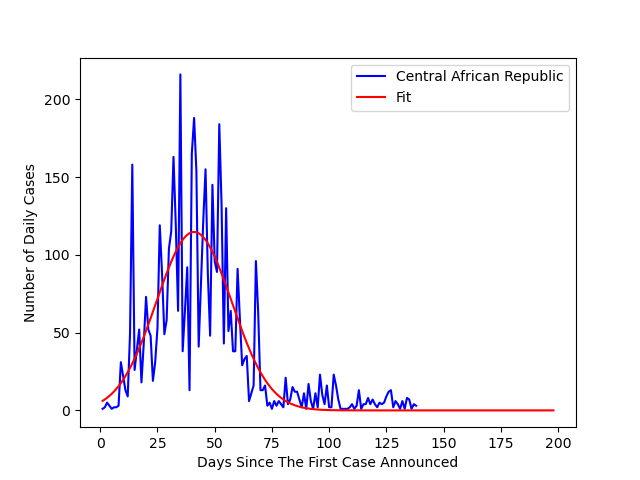 Central African Republic
Fit
200
150
100
50
0
Number of Daily Cases
0 25 50 75 100 125 150 175 200
Days Since The First Case Announced